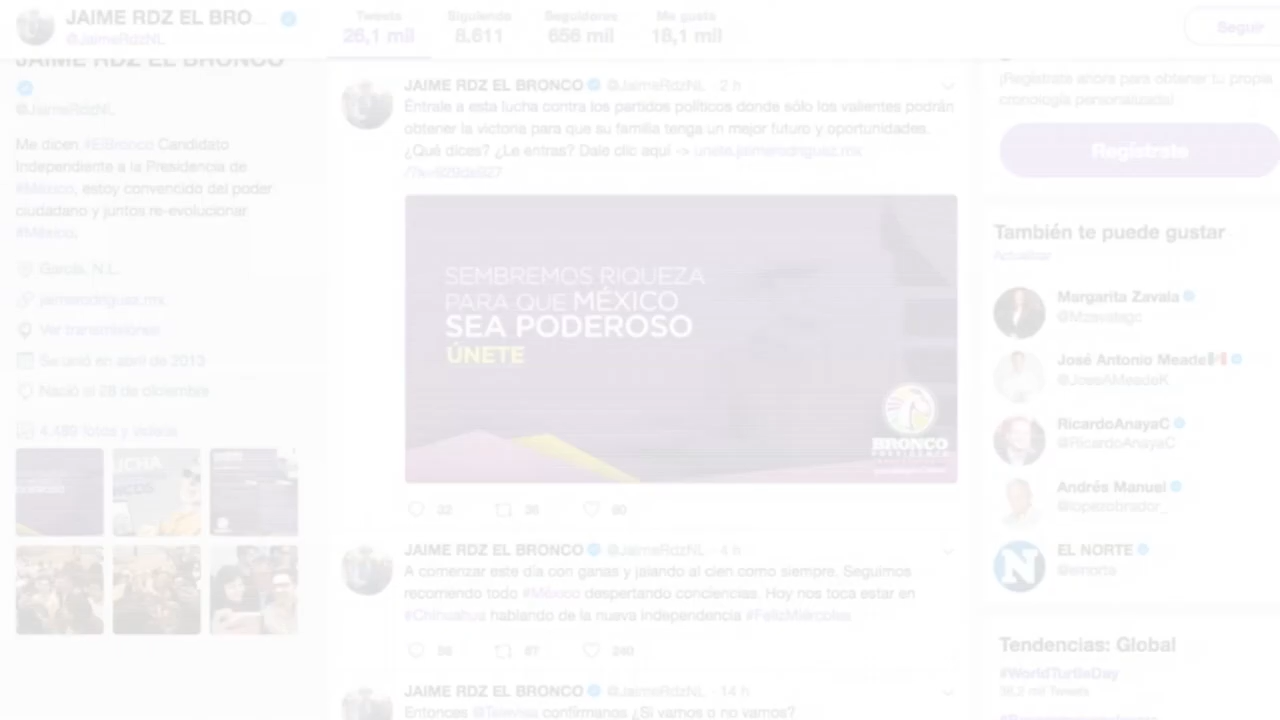 JAIME RDZ EL BRO...
@JaimeRdzNL
Tweets
26,1 mil
Siguiendo
8.611
Seguidores
656 mil
Me gusta
18,1 mil
Seguir
JAIME RDZ EL BRONCO
@JaimeRdzNL
Me dicen #ElBronco Candidato
Independiente a la Presidencia de
#México, estoy convencido del poder
ciudadano y juntos re-evolucionar
#México.
García, N.L.
jaimerodriguez.mx
Ver transmisiones
Se unió en abril de 2013
Nació el 28 de diciembre
4.489 fotos y videos
JAIME RDZ EL BRONCO @JaimeRdzNL · 2 h
Éntrale a esta lucha contra los partidos políticos donde sólo los valientes podrán
obtener la victoria para que su familia tenga un mejor futuro y oportunidades.
¿Qué dices? ¿Le entras? Dale clic aquí -> unete.jaimerodriguez.mx
SEMBREMOS RIQUEZA
PARA QUE MÉXICO
SEA PODEROSO
ÚNETE
BRONCO
PRESIDENTE
32
36
60
JAIME RDZ EL BRONCO @JaimeRdzNL · 4 h
A comenzar este día con ganas y jalando al cien como siempre. Seguimos
recorriendo todo #México despertando conciencias. Hoy nos toca estar en
#Chihuahua hablando de la nueva independencia #FelizMiercoles
87
240
JAIME RDZ EL BRONCO @JaimeRdzNL · 14 h
Entonces @Televisa confírmanos ¿Si vamos o no vamos?
¡Regístrate ahora para obtener tu propia
cronología personalizada!
Regístrate
También te puede gustar
Actualizar
Margarita Zavala
@Mzavalagc
José Antonio Meade
@JoseAMeadeK
RicardoAnayaC
@RicardoAnayaC
Andrés Manuel
@lopezobrador_
EL NORTE
@elnorte
Tendencias: Global
#WorldTurtleDay
38,2 mil Tweets